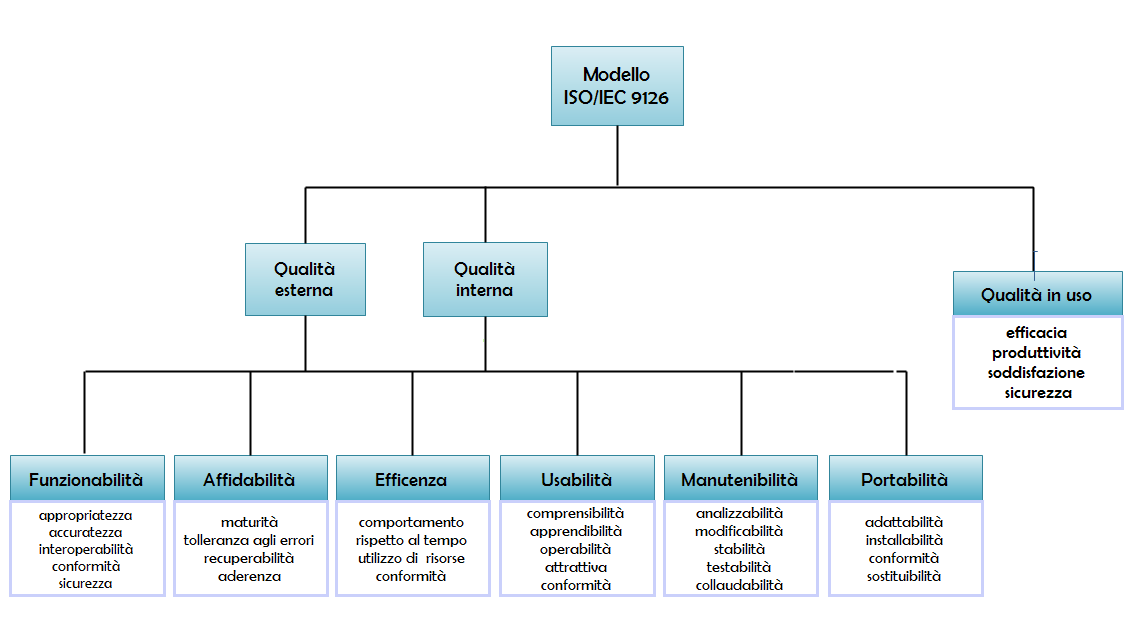 Modello
ISO/IEC 9126
Qualità
esterna
Qualità
interna
Qualità in uso
efficacia
produttività
soddisfazione
sicurezza
Funzionabilità
appropriatezza
accuratezza
interoperabilità
conformità
sicurezza
Affidabilità
maturità
tolleranza agli errori
recuperabilità
aderenza
Efficenza
comportamento
rispetto al tempo
utilizzo di risorse
conformità
Usabilità
comprensibilità
apprendibilità
operabilità
attrattiva
conformità
Manutenibilità
analizzabilità
modificabilità
stabilità
testabilità
collaudabilità
Portabilità
adattabilità
installabilità
conformità
sostituibilità